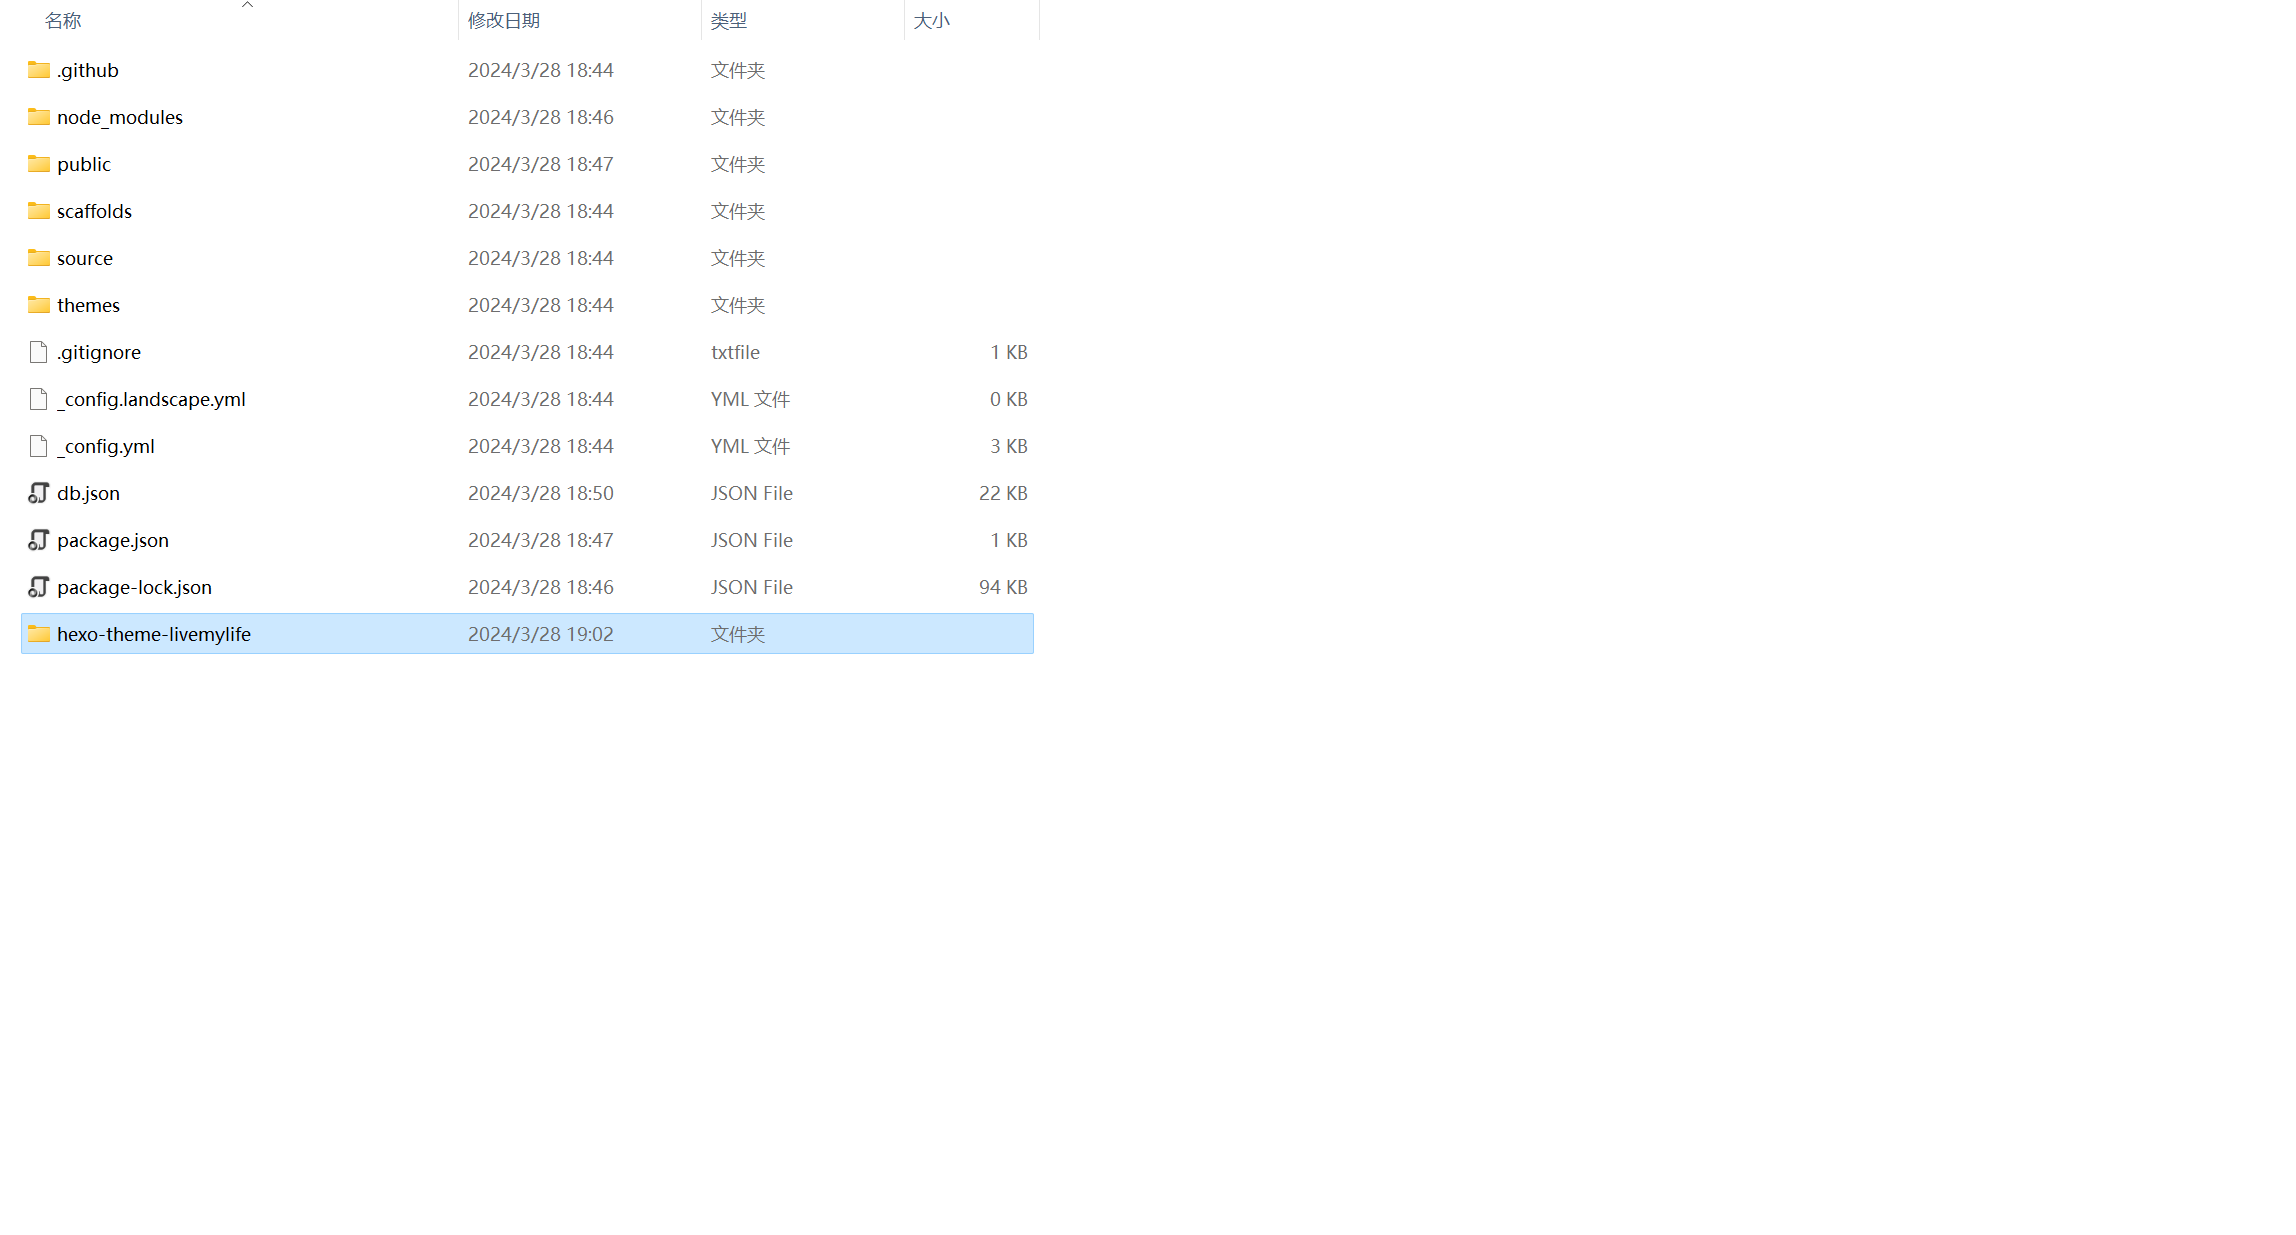 名称 修改日期 类型 大小
.github 2024/3/28 18:44 文件夹
node_modules 2024/3/28 18:46 文件夹
public 2024/3/28 18:47 文件夹
scaffolds 2024/3/28 18:44 文件夹
source 2024/3/28 18:44 文件夹
themes 2024/3/28 18:44 文件夹
.gitignore 2024/3/28 18:44 txtfile 1 KB
_config.landscape.yml 2024/3/28 18:44 YML 文件 0 KB
_config.yml 2024/3/28 18:44 YML 文件 3 KB
db.json 2024/3/28 18:50 JSON File 22 KB
package.json 2024/3/28 18:47 JSON File 1 KB
package-lock.json 2024/3/28 18:46 JSON File 94 KB
hexo-theme-livemylife 2024/3/28 19:02 文件夹